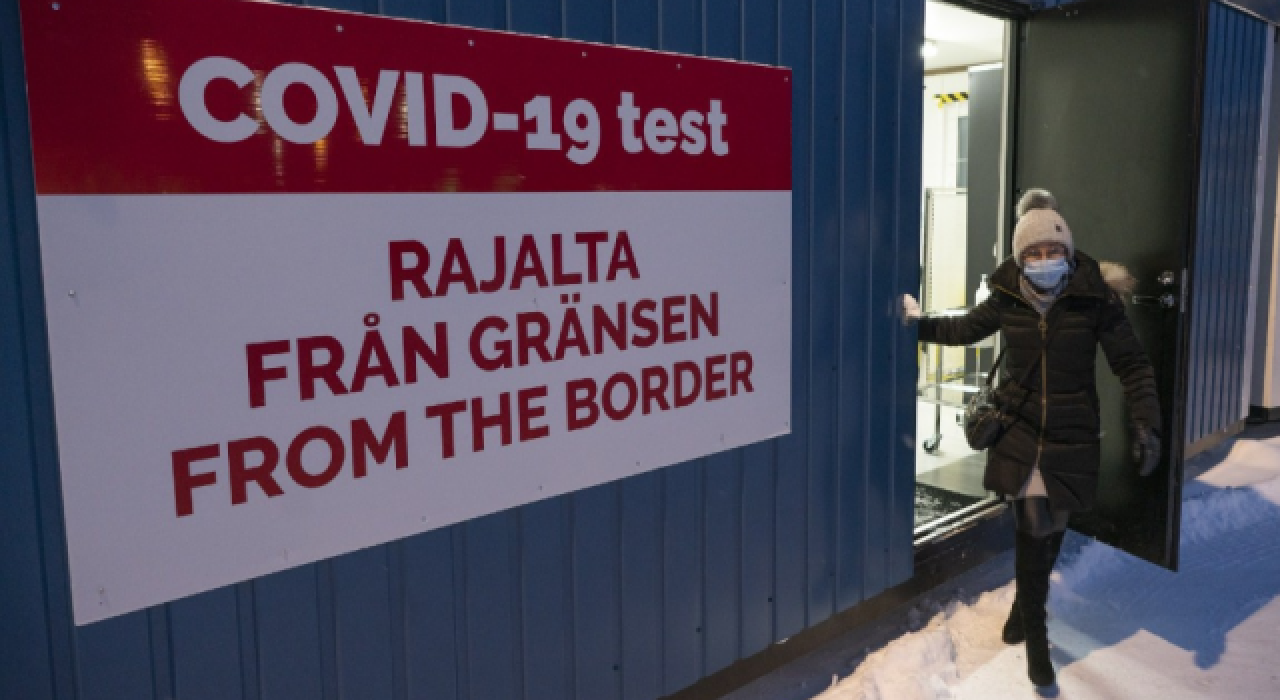 COVID-19 test
RAJALTA
FRÅN GRÄNSEN
FROM THE BORDER